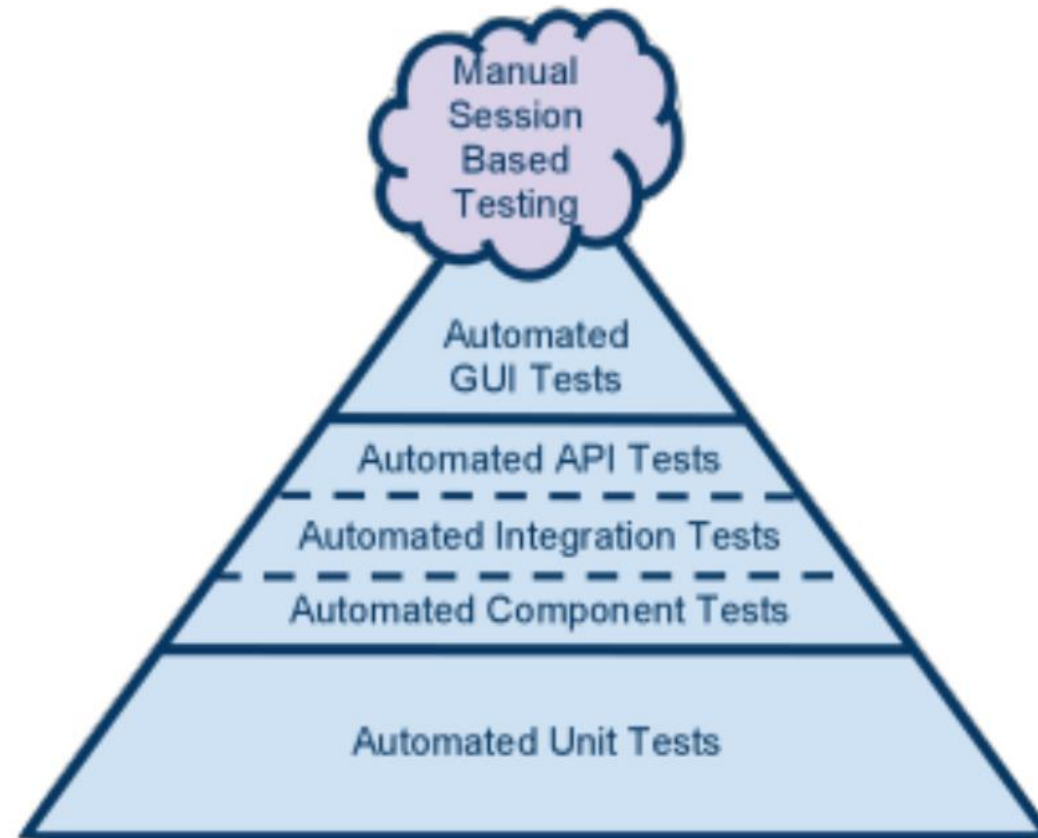 Manual
Session
Based
Testing
Automated
GUI Tests
Automated API Tests
Automated Integration Tests
Automated Component Tests
Automated Unit Tests